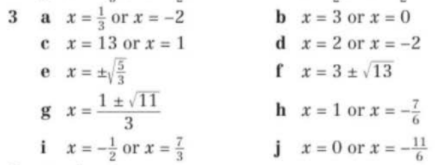 3 a x = 1/3 or x = −2 b x = 3 or x = 0
c x = 13 or x = 1 d x = 2 or x = −2
e x = ±√(5/3) f x = 3 ± √13
g x = (1 ± √11)/3 h x = 1 or x = −7/6
i x = −1/2 or x = 7/3 j x = 0 or x = −11/6